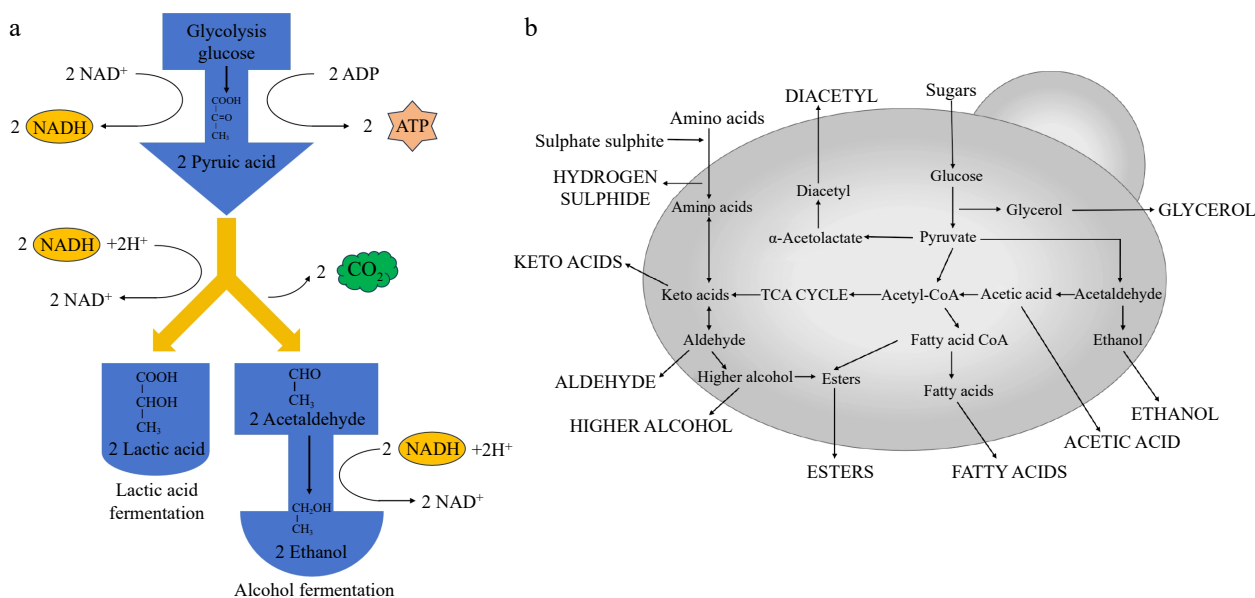 a
Glycolysis
glucose
2 NAD⁺
2 ADP
COOH
C=O
CH₃
2 NADH
2 ATP
2 Pyruic acid
2 NADH +2H⁺
2 CO₂
2 NAD⁺
COOH
CHOH
CH₃
2 Lactic acid
Lactic acid
fermentation
CHO
CH₃
2 Acetaldehyde
2 NADH +2H⁺
2 NAD⁺
CH₂OH
CH₃
2 Ethanol
Alcohol fermentation
b
DIACETYL
Sugars
Amino acids
Sulphate sulphite
HYDROGEN
SULPHIDE
Amino acids
Diacetyl
Glucose
Glycerol
GLYCEROL
α-Acetolactate
Pyruvate
KETO ACIDS
Keto acids
TCA CYCLE
Acetyl-CoA
Acetic acid
Acetaldehyde
Aldehyde
Fatty acid CoA
Ethanol
ALDEHYDE
Higher alcohol
Esters
Fatty acids
HIGHER ALCOHOL
ETHANOL
ACETIC ACID
ESTERS
FATTY ACIDS